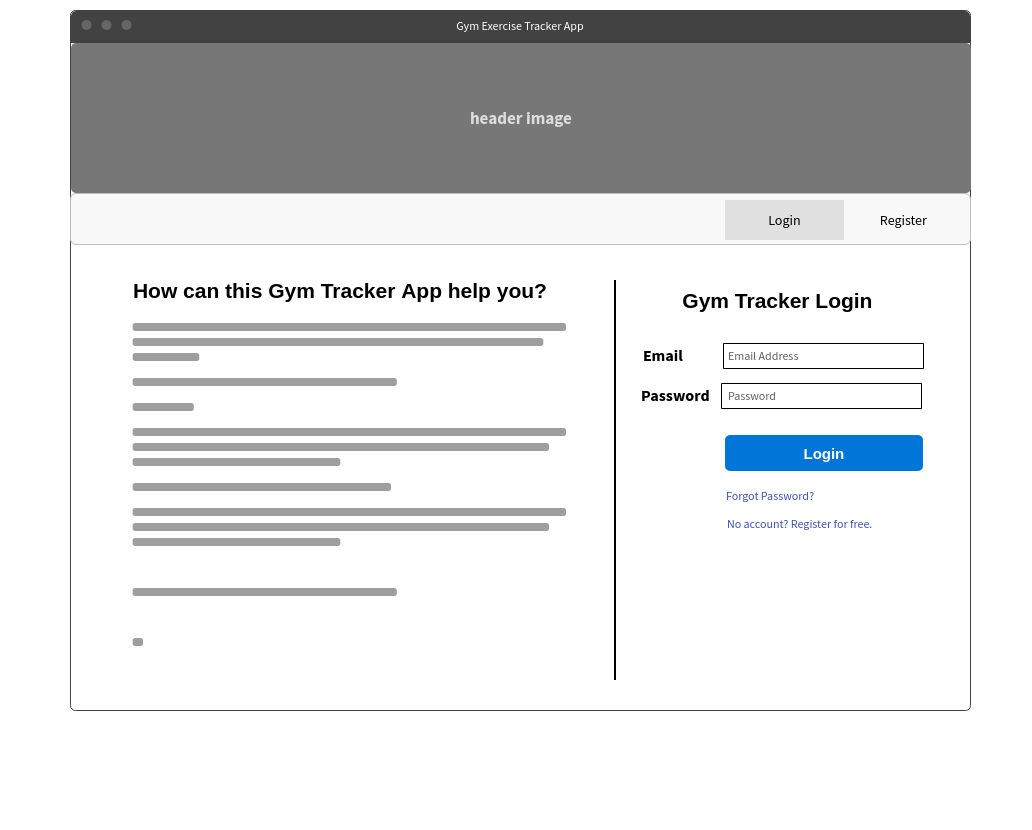 Gym Exercise Tracker App
header image
Login
Register
How can this Gym Tracker App help you?
Gym Tracker Login
Email
Email Address
Password
Password
Login
Forgot Password?
No account? Register for free.